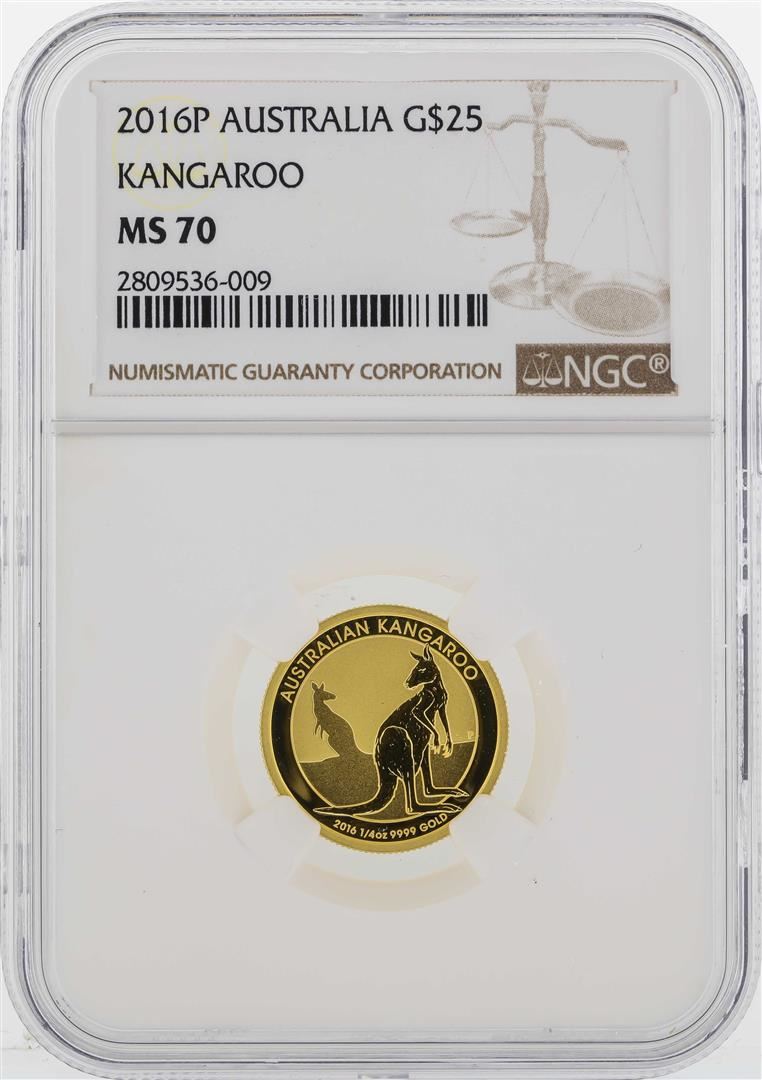 2016P AUSTRALIA G$25
KANGAROO
MS 70
2809536-009
NUMISMATIC GUARANTY CORPORATION
NGC®
AUSTRALIAN KANGAROO
P
2016 1/4oz 9999 GOLD